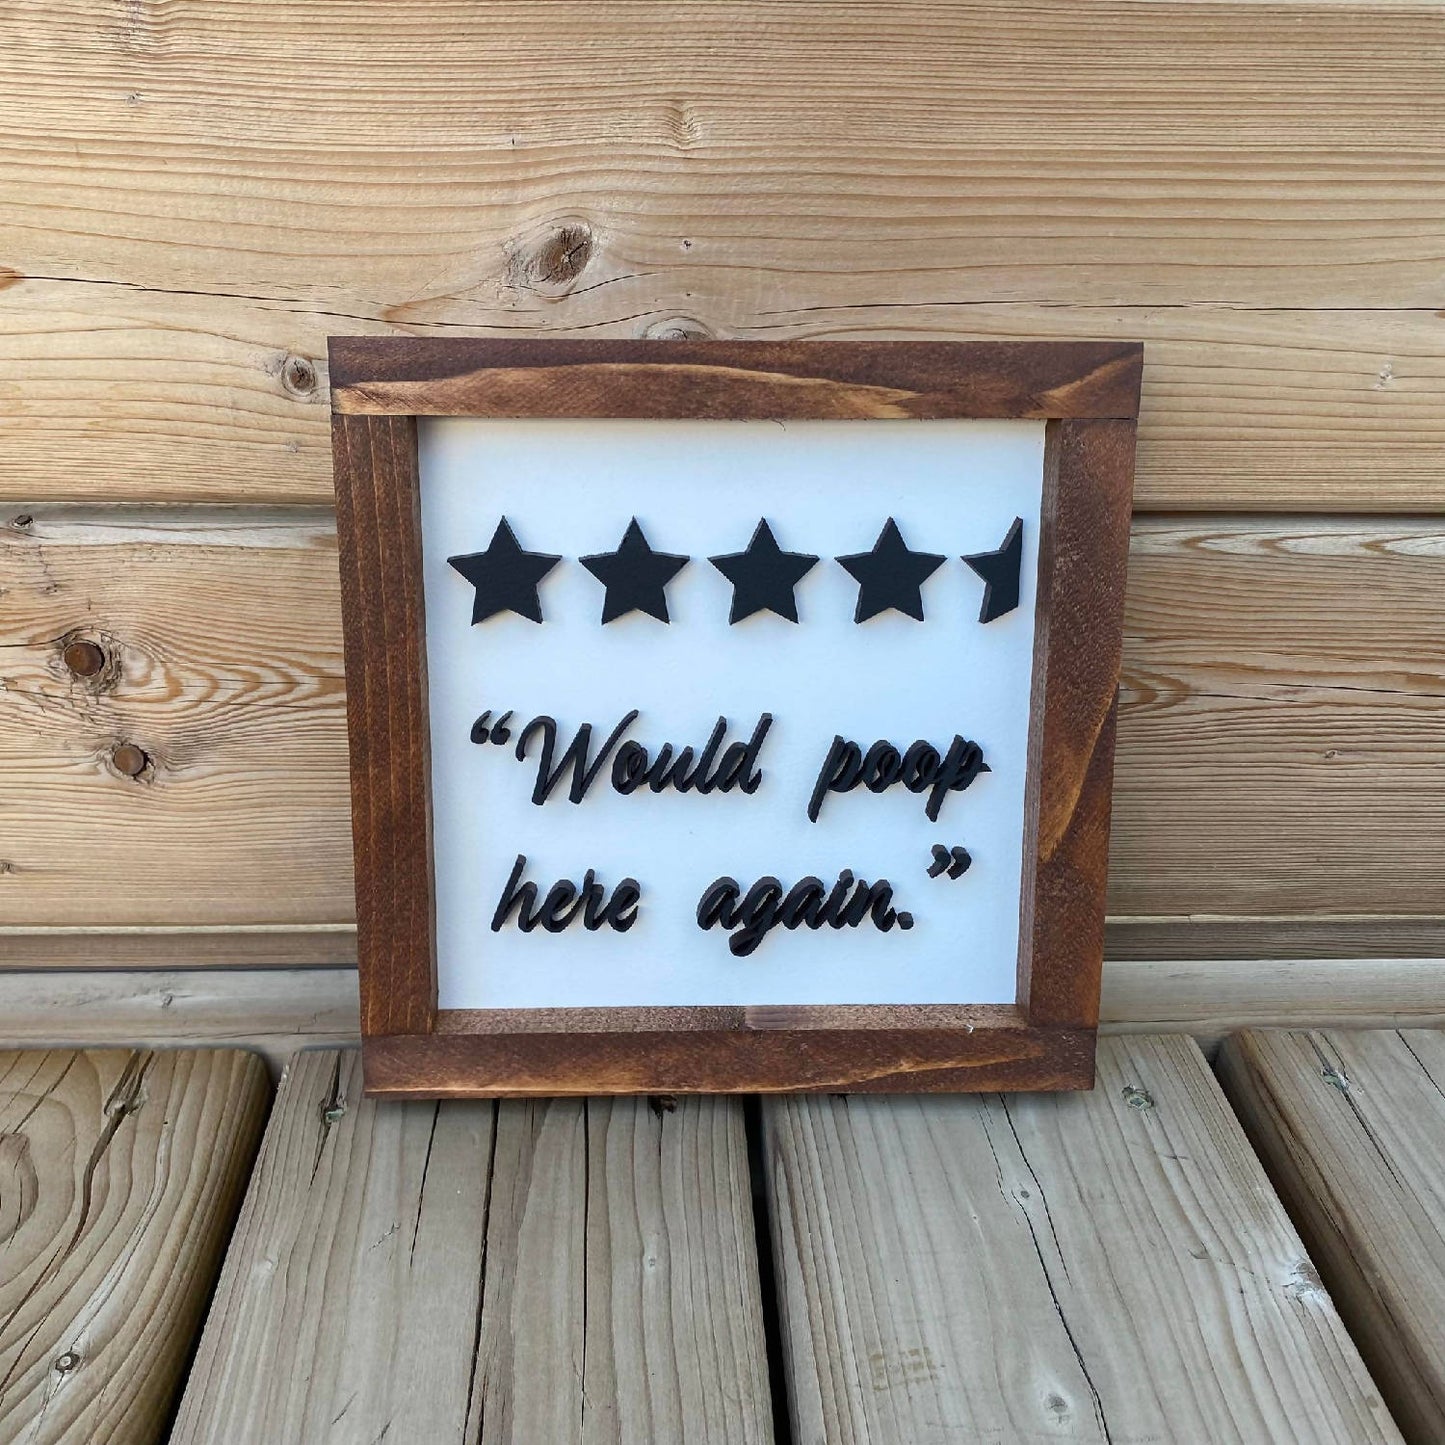 “Would poop
here again.”